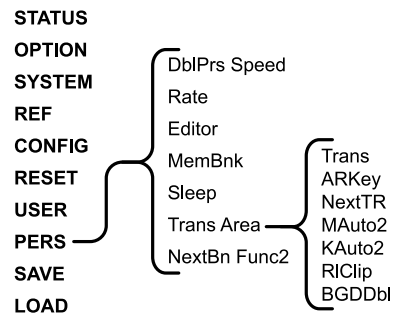 STATUS
OPTION
SYSTEM
REF
CONFIG
RESET
USER
PERS
SAVE
LOAD
DblPrs Speed
Rate
Editor
MemBnk
Sleep
Trans Area
NextBn Func2
Trans
ARKey
NextTR
MAuto2
KAuto2
RlClip
BGDDbl